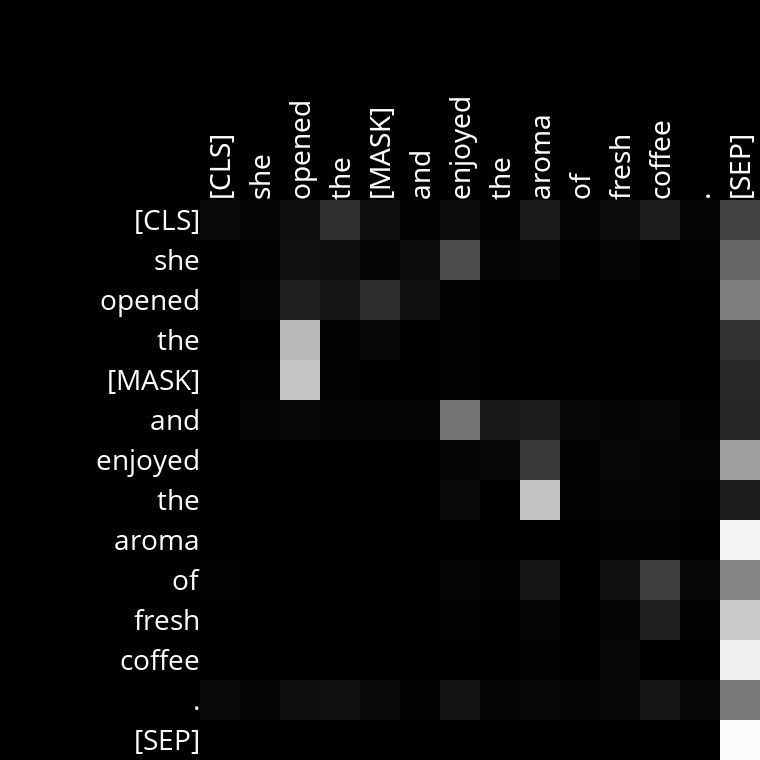 [CLS] she opened the [MASK] and enjoyed the aroma of fresh coffee . [SEP]
[CLS]
she
opened
the
[MASK]
and
enjoyed
the
aroma
of
fresh
coffee
.
[SEP]